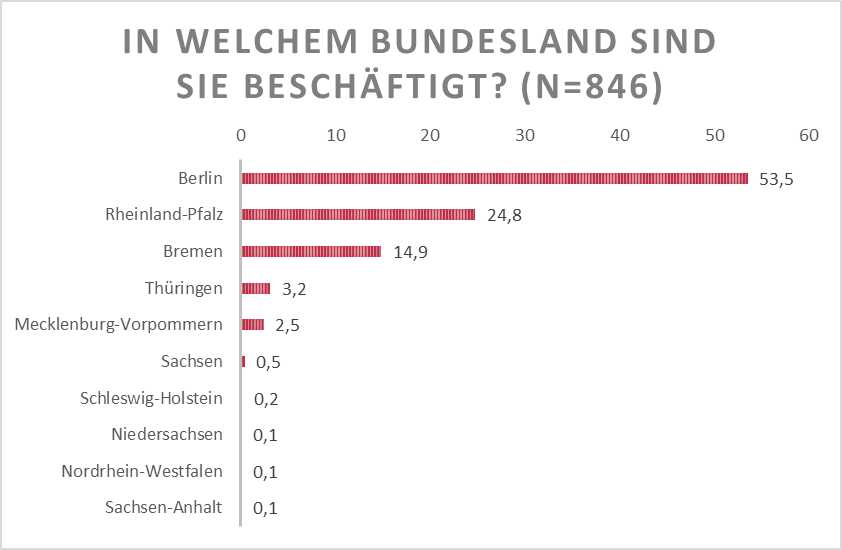 IN WELCHEM BUNDESLAND SIND
SIE BESCHÄFTIGT? (N=846)
0 10 20 30 40 50 60
Berlin 53,5
Rheinland-Pfalz 24,8
Bremen 14,9
Thüringen 3,2
Mecklenburg-Vorpommern 2,5
Sachsen 0,5
Schleswig-Holstein 0,2
Niedersachsen 0,1
Nordrhein-Westfalen 0,1
Sachsen-Anhalt 0,1